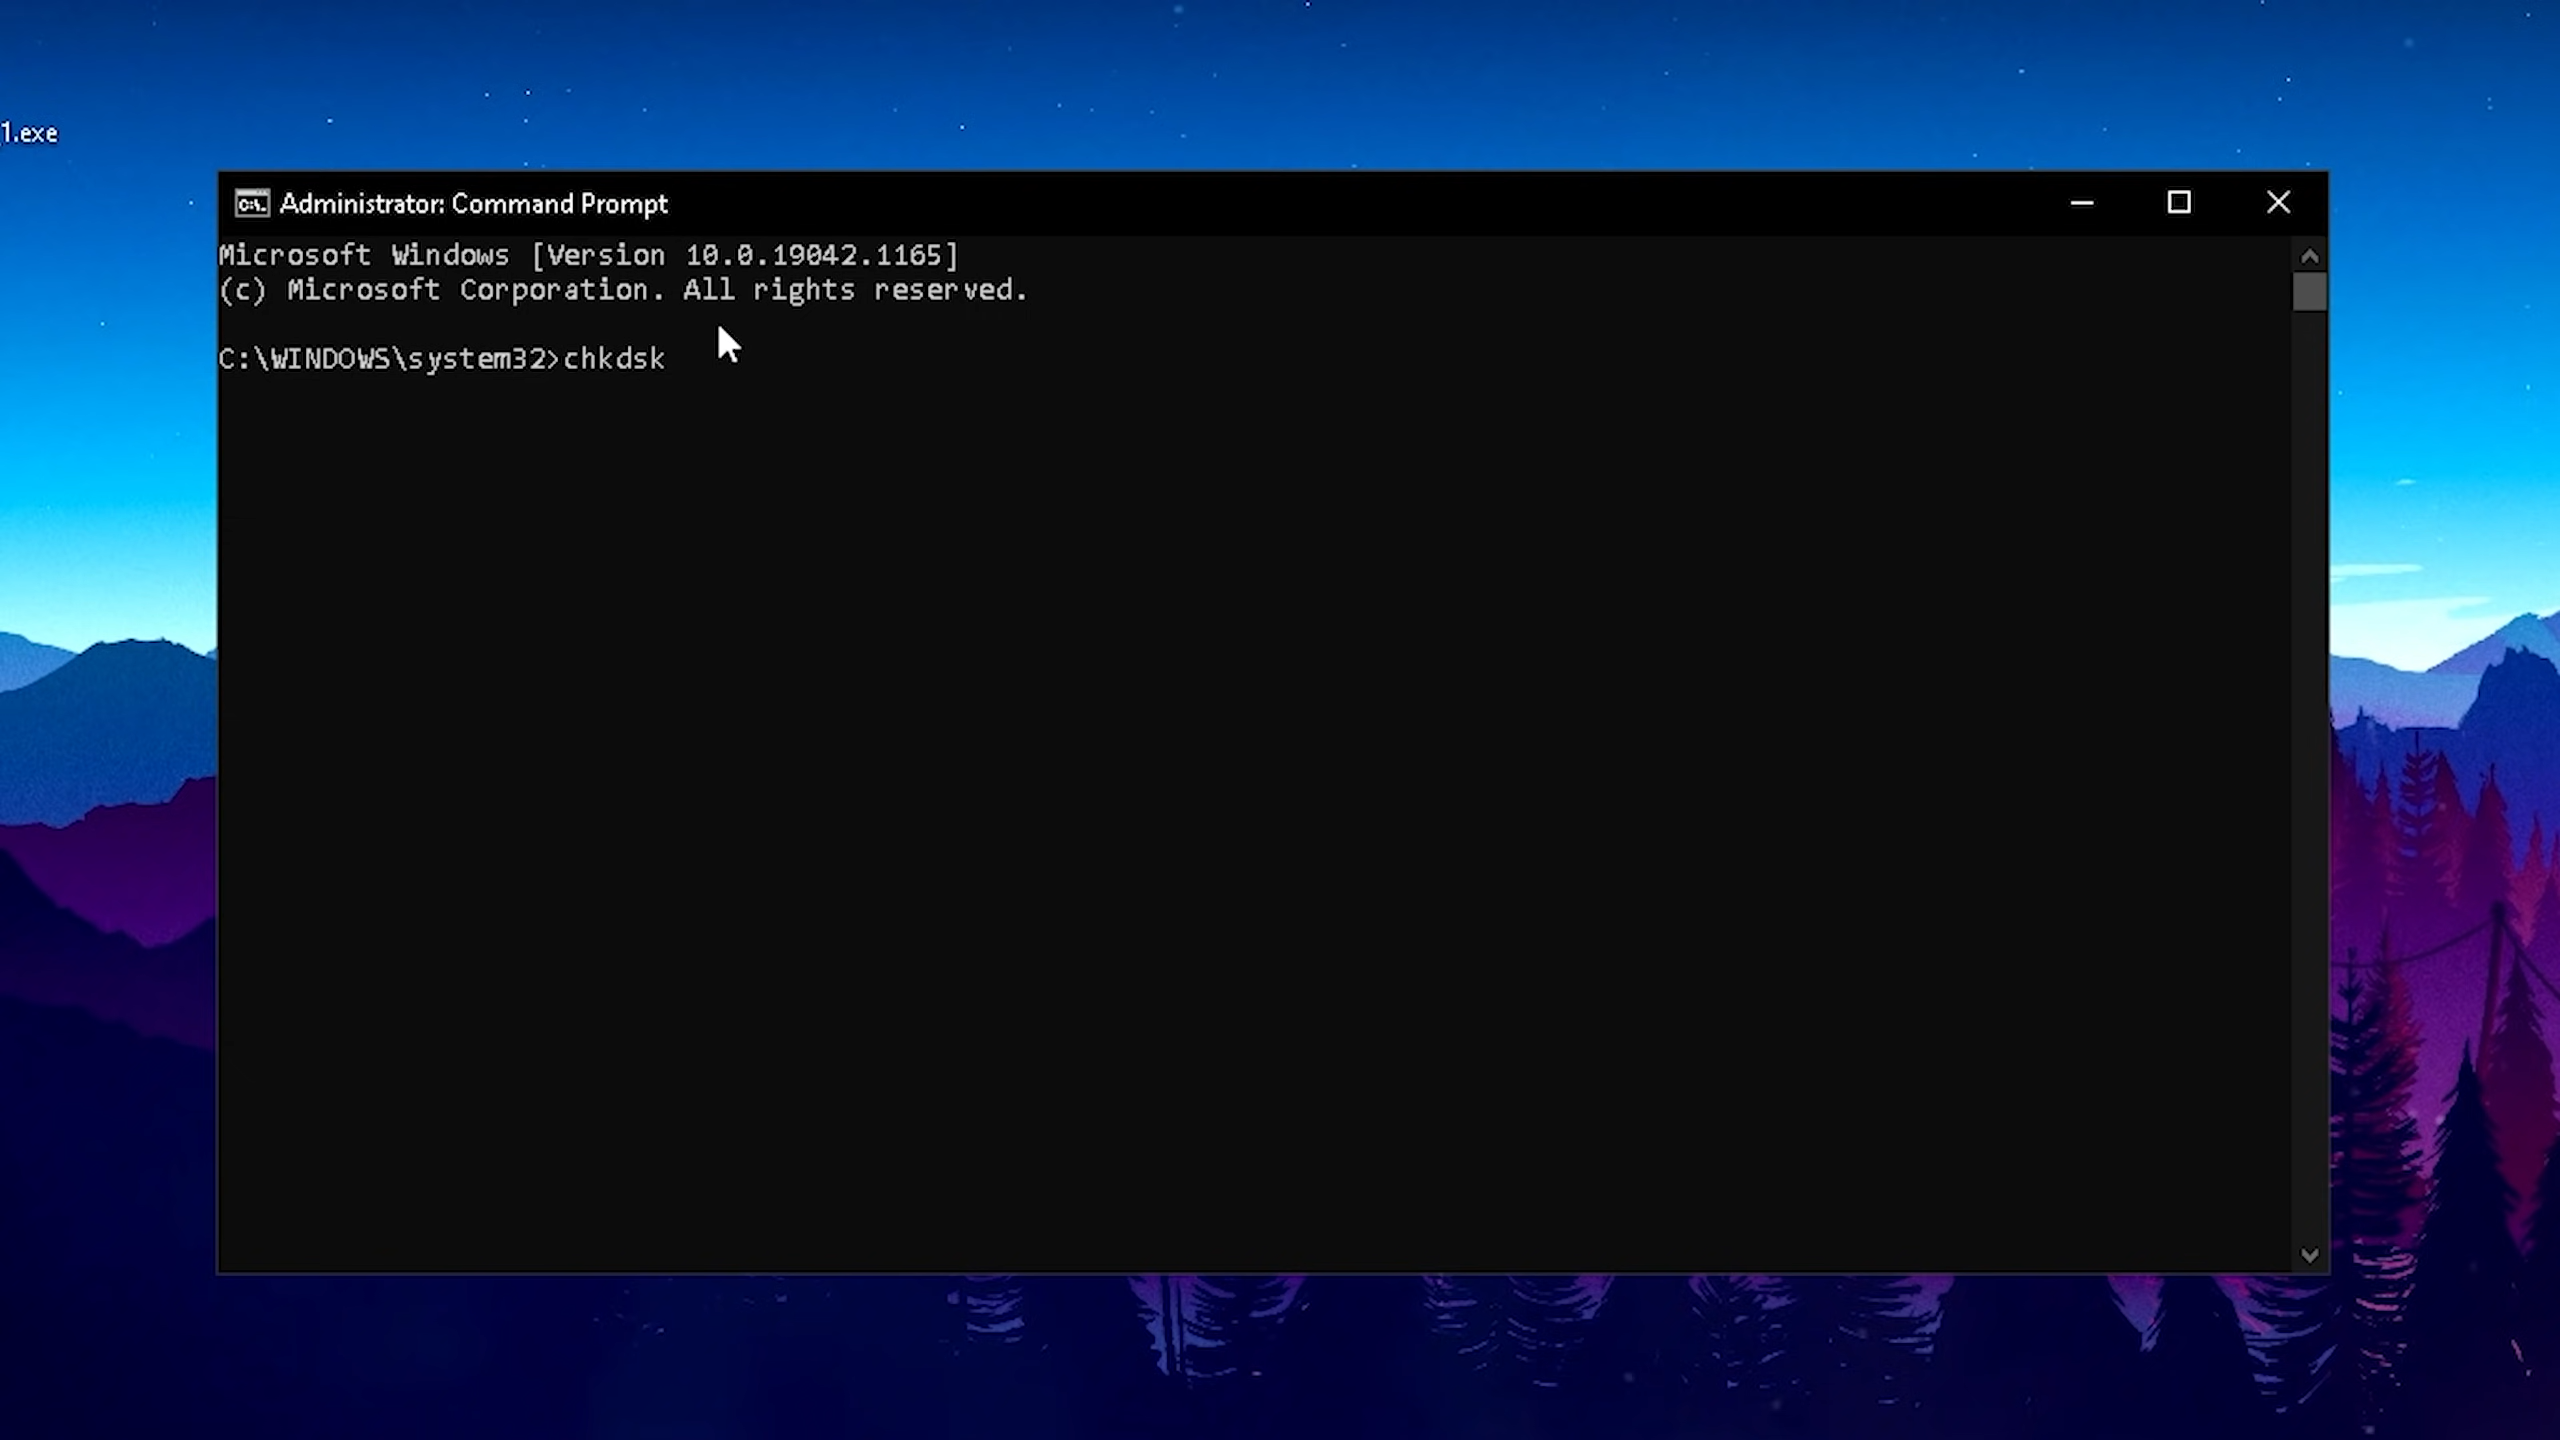 1.exe
Administrator: Command Prompt
Microsoft Windows [Version 10.0.19042.1165]
(c) Microsoft Corporation. All rights reserved.
C:\WINDOWS\system32>chkdsk